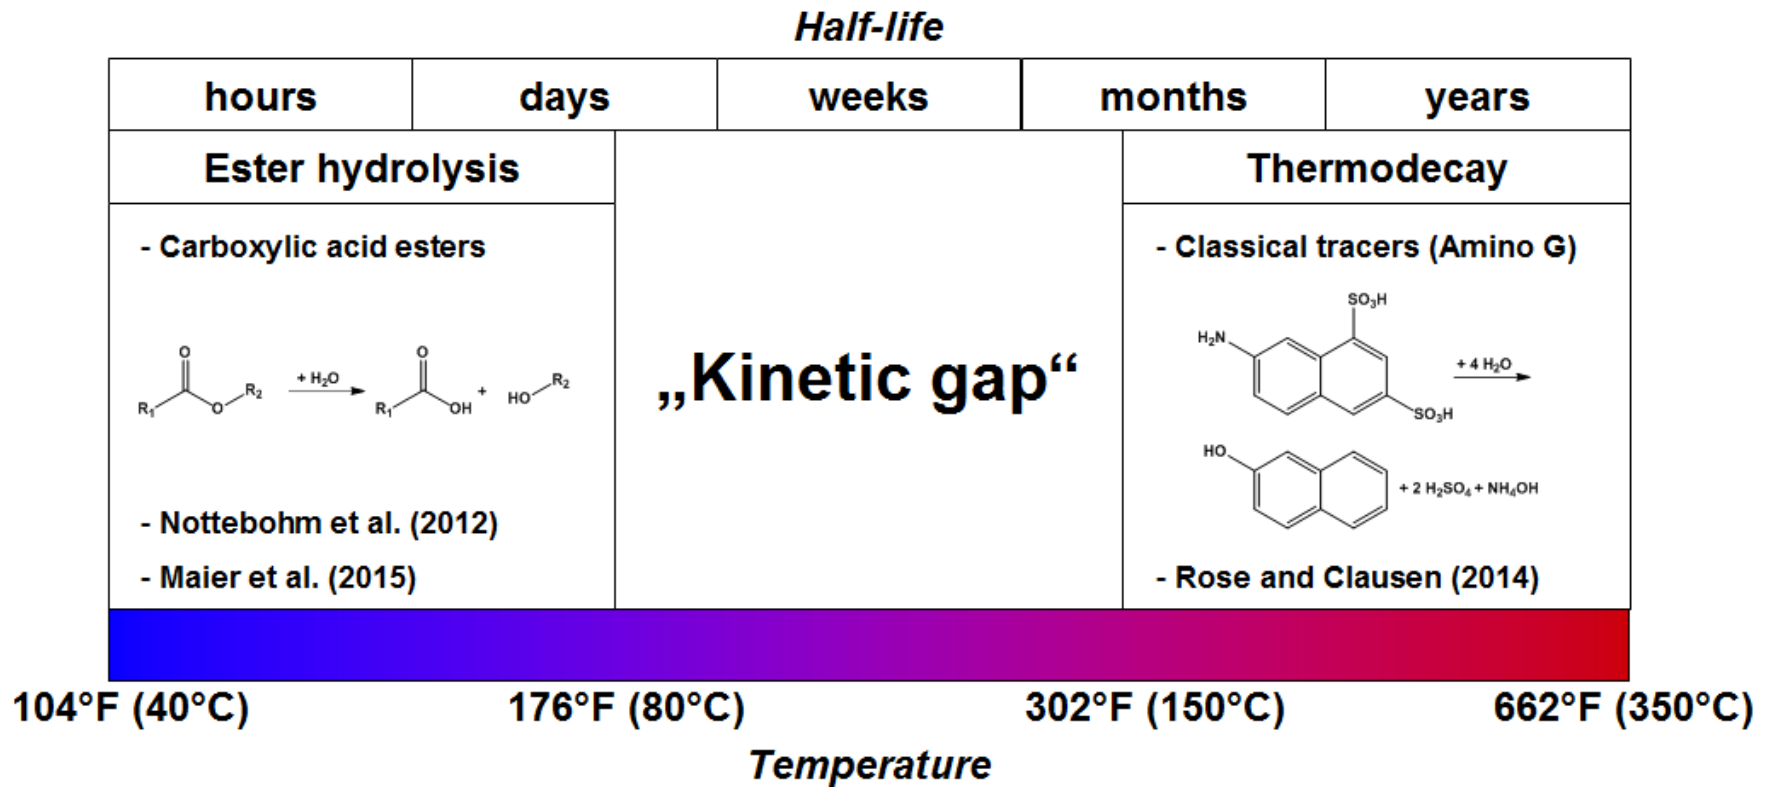 Half-life
hours days weeks months years
Ester hydrolysis
Thermodecay
- Carboxylic acid esters
O
R₁ O R₂
+ H₂O
O
R₁ OH
+
HO R₂
- Nottebohm et al. (2012)
- Maier et al. (2015)
„Kinetic gap“
- Classical tracers (Amino G)
SO₃H
H₂N
+ 4 H₂O
SO₃H
HO
+ 2 H₂SO₄ + NH₄OH
- Rose and Clausen (2014)
104°F (40°C) 176°F (80°C) 302°F (150°C) 662°F (350°C)
Temperature